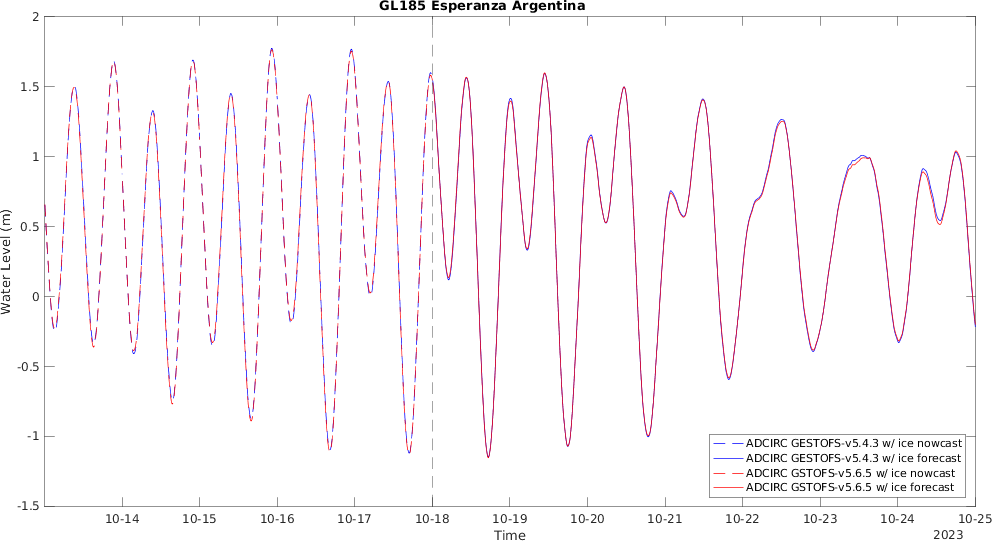 GL185 Esperanza Argentina
Water Level (m)
2
1.5
1
0.5
0
-0.5
-1
-1.5
ADCIRC GESTOFS-v5.4.3 w/ ice nowcast
ADCIRC GESTOFS-v5.4.3 w/ ice forecast
ADCIRC GSTOFS-v5.6.5 w/ ice nowcast
ADCIRC GSTOFS-v5.6.5 w/ ice forecast
10-14 10-15 10-16 10-17 10-18 10-19 10-20 10-21 10-22 10-23 10-24 10-25
Time
2023